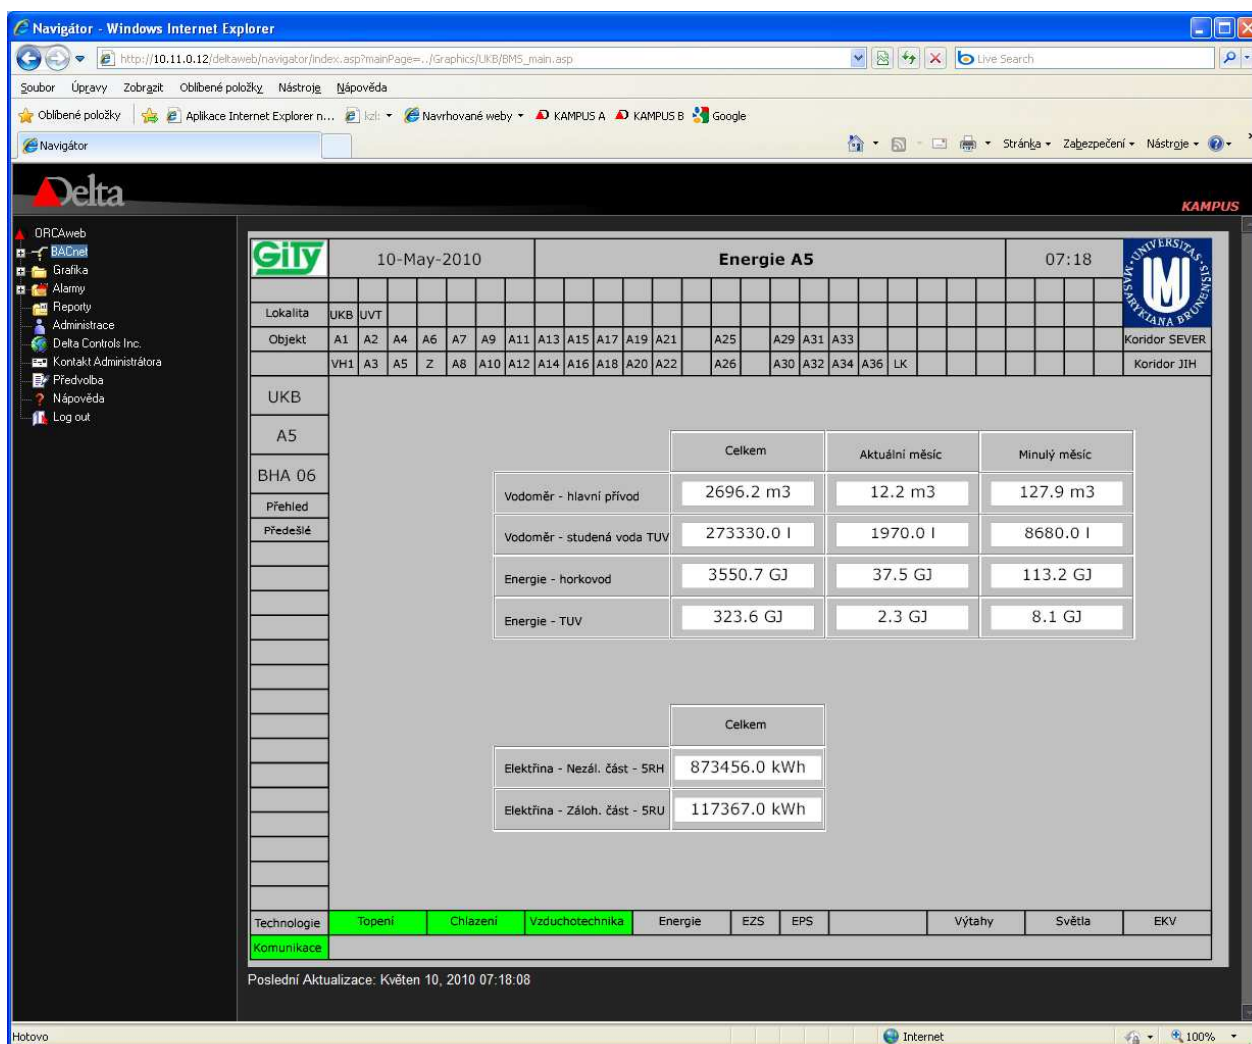 Navigátor - Windows Internet Explorer
http://10.11.0.12/deltaweb/navigator/index.asp?mainPage=../Graphics/UKB/BMS_main.asp
Live Search
Soubor Úpravy Zobrazit Oblíbené položky Nástroje Nápověda
Oblíbené položky Aplikace Internet Explorer n... Navrhované weby KAMPUS A KAMPUS B Google
Navigátor
Stránka Zabezpečení Nástroje
Delta
KAMPUS
ORCAweb
BACnet
Grafika
Alarmy
Reporty
Administrace
Delta Controls Inc.
Kontakt Administrátora
Předvolba
Nápověda
Log out
GiTy 10-May-2010 Energie A5 07:18
UNIVERSITAS MASARYKIANA BRUNENSIS
Lokalita UKB UVT
Objekt A1 A2 A4 A6 A7 A9 A11 A13 A15 A17 A19 A21 A25 A29 A31 A33 Koridor SEVER
VH1 A3 A5 Z A8 A10 A12 A14 A16 A18 A20 A22 A26 A30 A32 A34 A36 LK Koridor JIH
UKB
A5
BHA 06
Přehled
Předešlé
Celkem Aktuální měsíc Minulý měsíc
Vodoměr - hlavní přívod 2696.2 m3 12.2 m3 127.9 m3
Vodoměr - studená voda TUV 273330.0 l 1970.0 l 8680.0 l
Energie - horkovod 3550.7 GJ 37.5 GJ 113.2 GJ
Energie - TUV 323.6 GJ 2.3 GJ 8.1 GJ
Celkem
Elektřina - Nezál. část - 5RH 873456.0 kWh
Elektřina - Záloh. část - 5RU 117367.0 kWh
Technologie Topení Chlazení Vzduchotechnika Energie EZS EPS Výtahy Světla EKV
Komunikace
Poslední Aktualizace: Květen 10, 2010 07:18:08
Hotovo Internet 100%